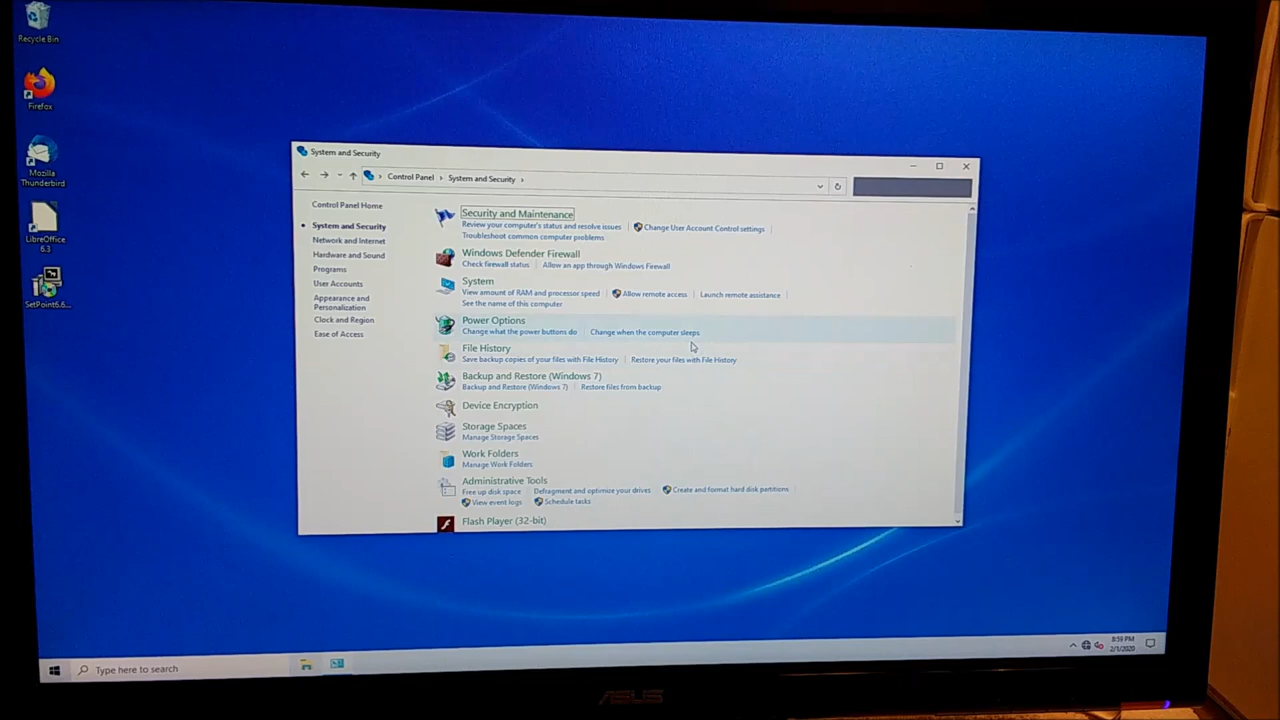 Recycle Bin
Firefox
Mozilla
Thunderbird
LibreOffice
6.3
SetPoint6.6...
System and Security
Control Panel › System and Security ›
Control Panel Home
System and Security
Network and Internet
Hardware and Sound
Programs
User Accounts
Appearance and
Personalization
Clock and Region
Ease of Access
Security and Maintenance
Review your computer's status and resolve issues | Change User Account Control settings |
Troubleshoot common computer problems
Windows Defender Firewall
Check firewall status | Allow an app through Windows Firewall
System
View amount of RAM and processor speed | Allow remote access | Launch remote assistance |
See the name of this computer
Power Options
Change what the power buttons do | Change when the computer sleeps
File History
Save backup copies of your files with File History | Restore your files with File History
Backup and Restore (Windows 7)
Backup and Restore (Windows 7) | Restore files from backup
Device Encryption
Storage Spaces
Manage Storage Spaces
Work Folders
Manage Work Folders
Administrative Tools
Free up disk space | Defragment and optimize your drives | Create and format hard disk partitions |
View event logs | Schedule tasks
Flash Player (32-bit)
Type here to search
8:59 PM
2/1/2020
ASUS